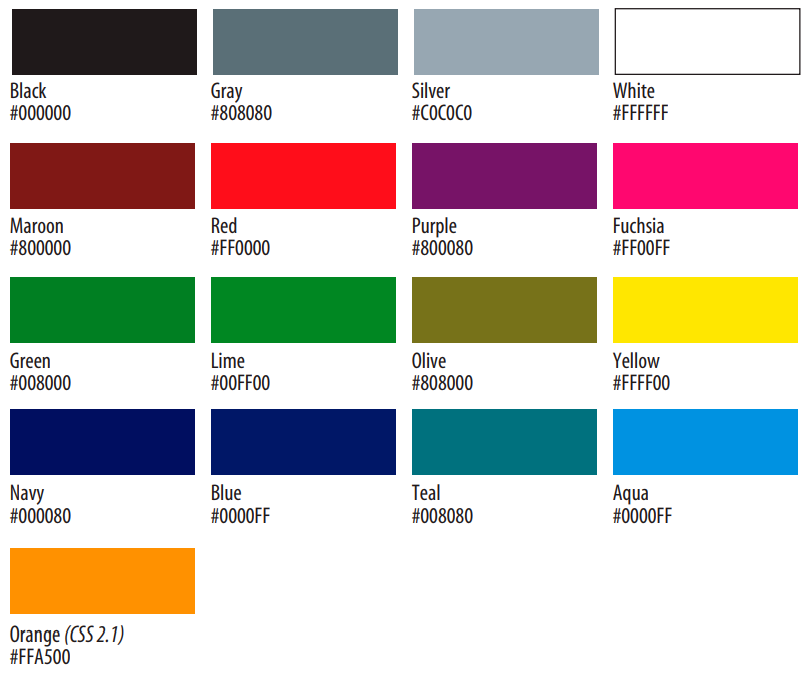 Black
#000000
Gray
#808080
Silver
#C0C0C0
White
#FFFFFF
Maroon
#800000
Red
#FF0000
Purple
#800080
Fuchsia
#FF00FF
Green
#008000
Lime
#00FF00
Olive
#808000
Yellow
#FFFF00
Navy
#000080
Blue
#0000FF
Teal
#008080
Aqua
#0000FF
Orange (CSS 2.1)
#FFA500